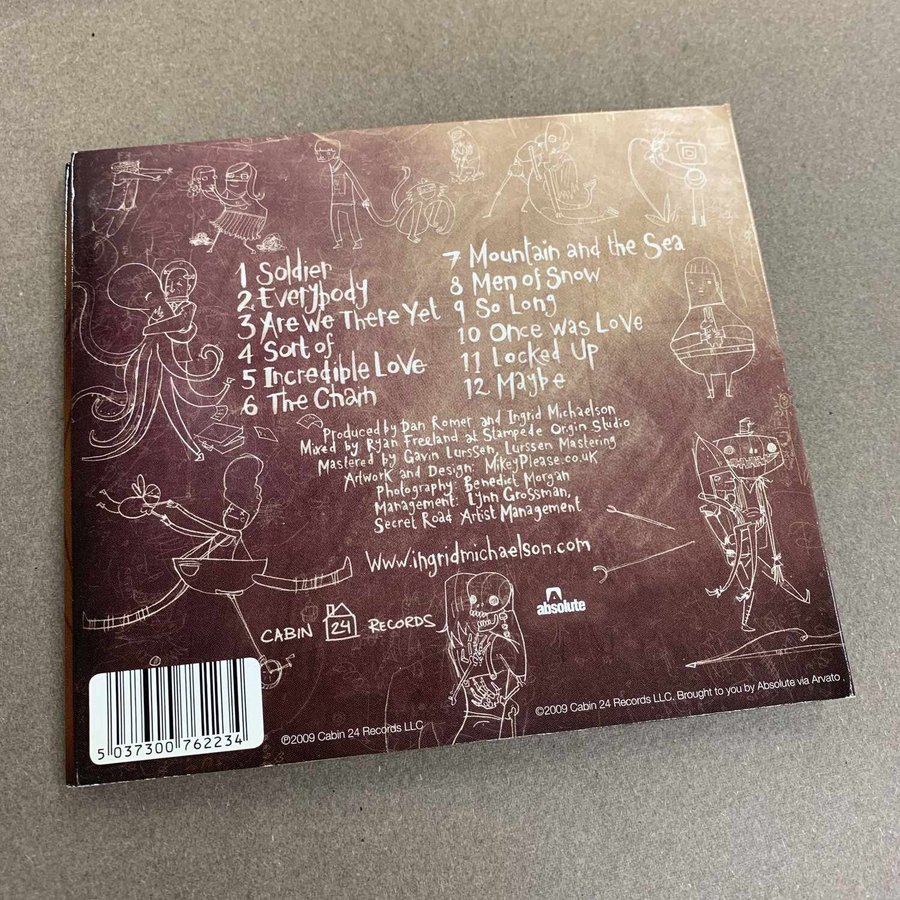 1 Soldier
2 Everybody
3 Are We There Yet
4 Sort of
5 Incredible Love
6 The Chain
7 Mountain and the Sea
8 Men of Snow
9 So Long
10 Once Was Love
11 Locked Up
12 Maybe
Produced by Dan Romer and Ingrid Michaelson
Mixed by Ryan Freeland at Stampede Orgin Studio
Mastered by Gavin Lurssen, Lurssen Mastering
Artwork and Design: MikeyPlease.co.uk
Photography: Benedict Morgan
Management: Lynn Grossman,
Secret Road Artist Management
www.ingridmichaelson.com
CABIN 24 RECORDS
absolute
5 037300 762234
℗2009 Cabin 24 Records LLC
©2009 Cabin 24 Records LLC. Brought to you by Absolute via Arvato